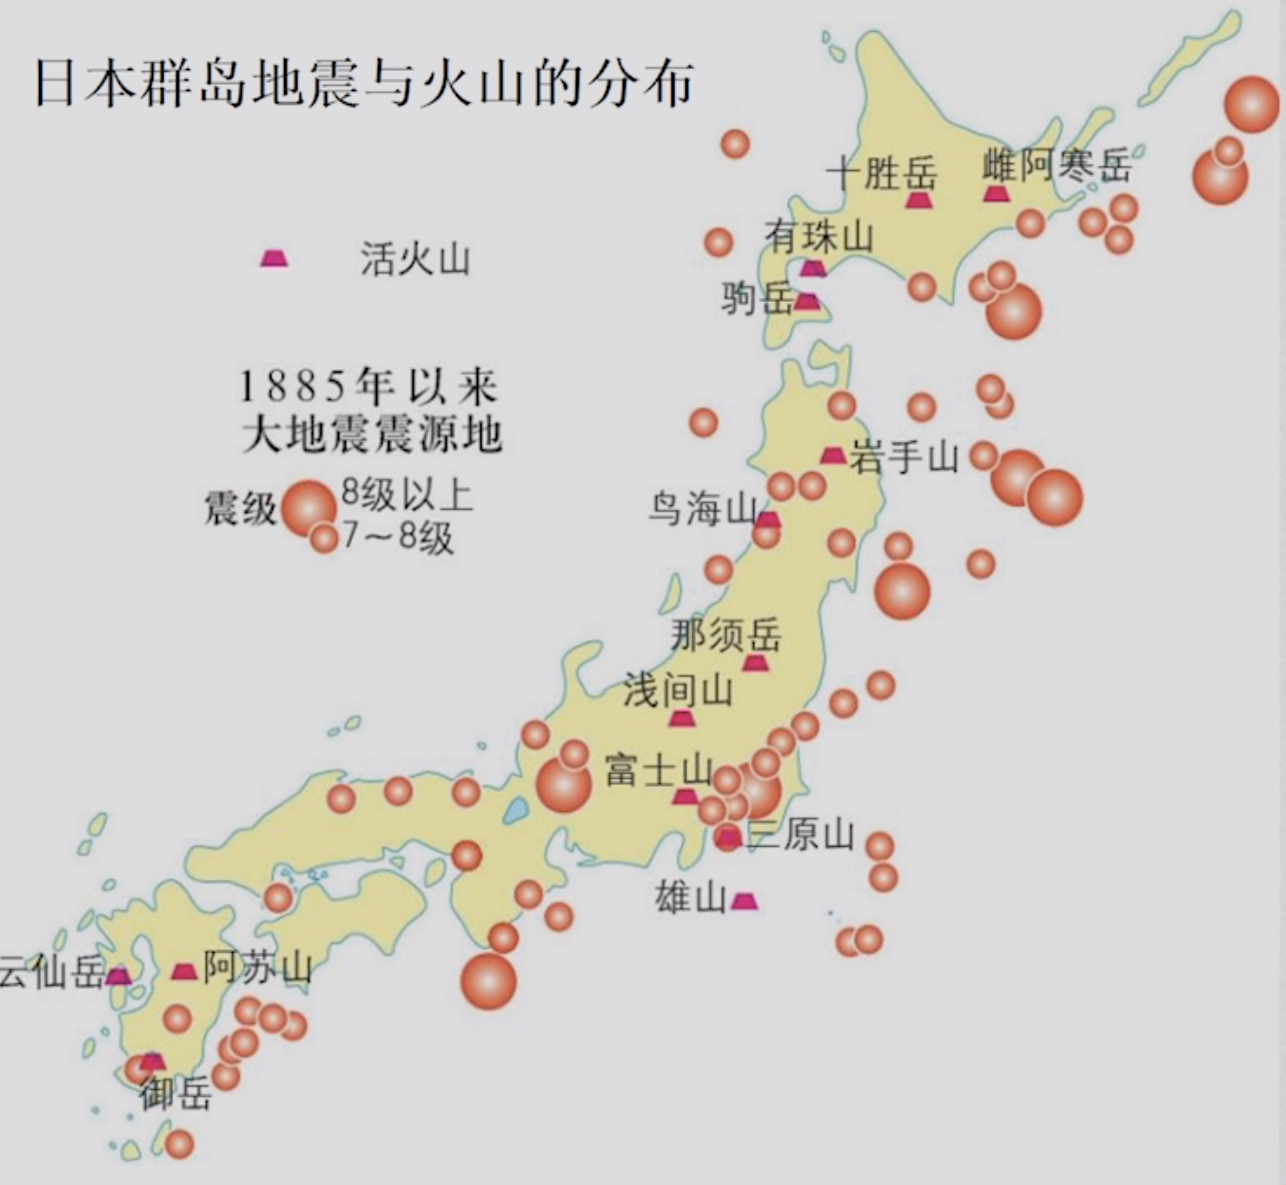 日本群岛地震与火山的分布
十胜岳
雌阿寒岳
有珠山
活火山
驹岳
1885年以来
大地震震源地
岩手山
震级
8级以上
7～8级
鸟海山
那须岳
浅间山
富士山
三原山
雄山
云仙岳
阿苏山
御岳